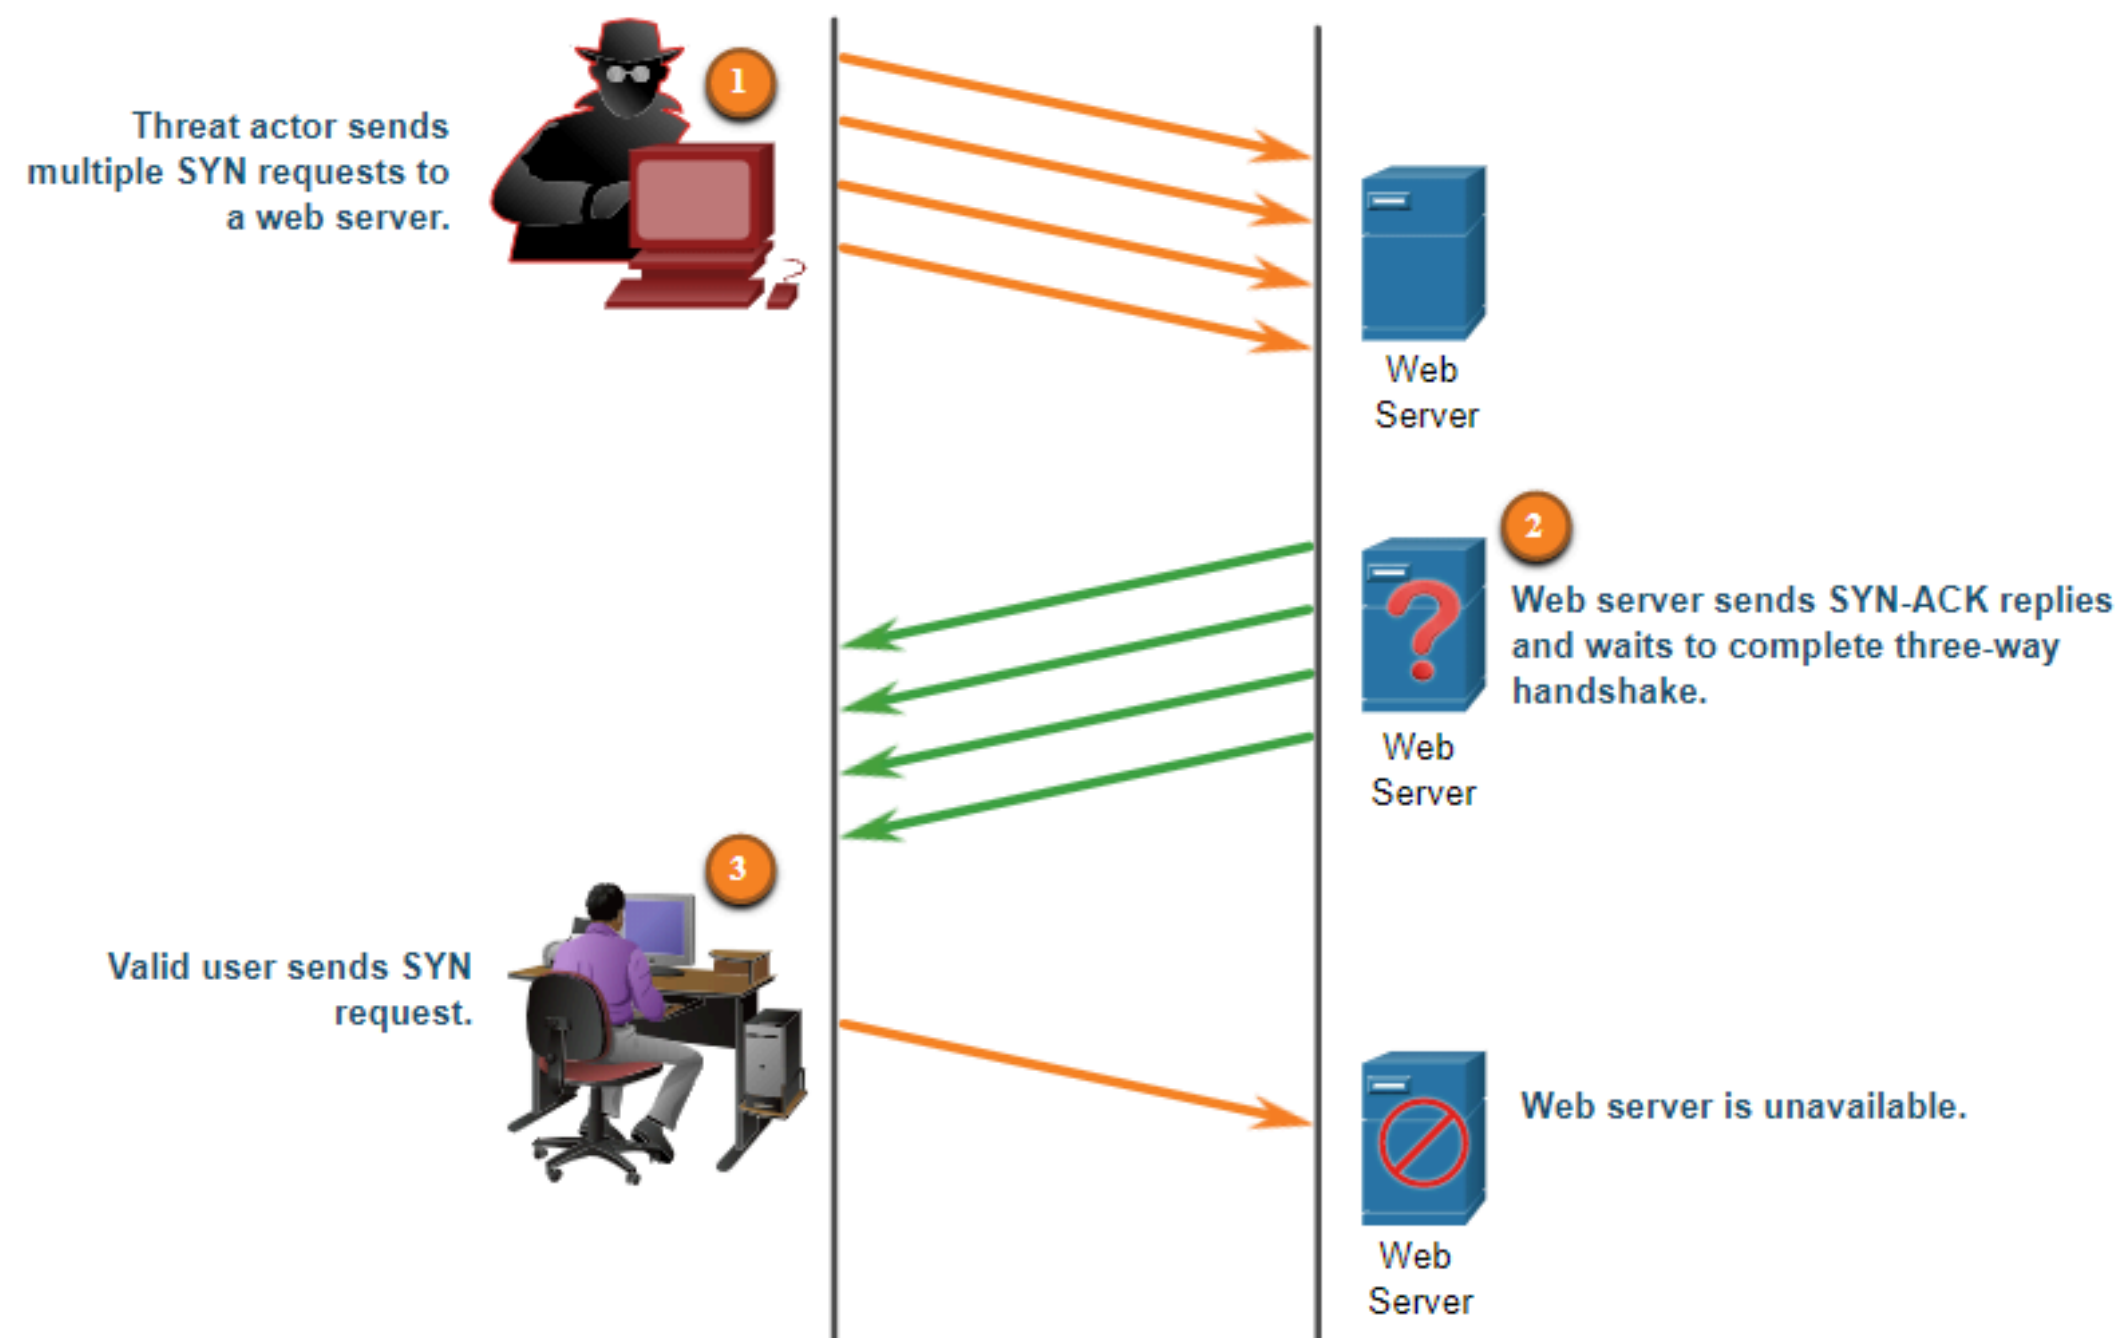 1
Threat actor sends
multiple SYN requests to
a web server.
Web
Server
2
Web server sends SYN-ACK replies
and waits to complete three-way
handshake.
Web
Server
3
Valid user sends SYN
request.
Web server is unavailable.
Web
Server